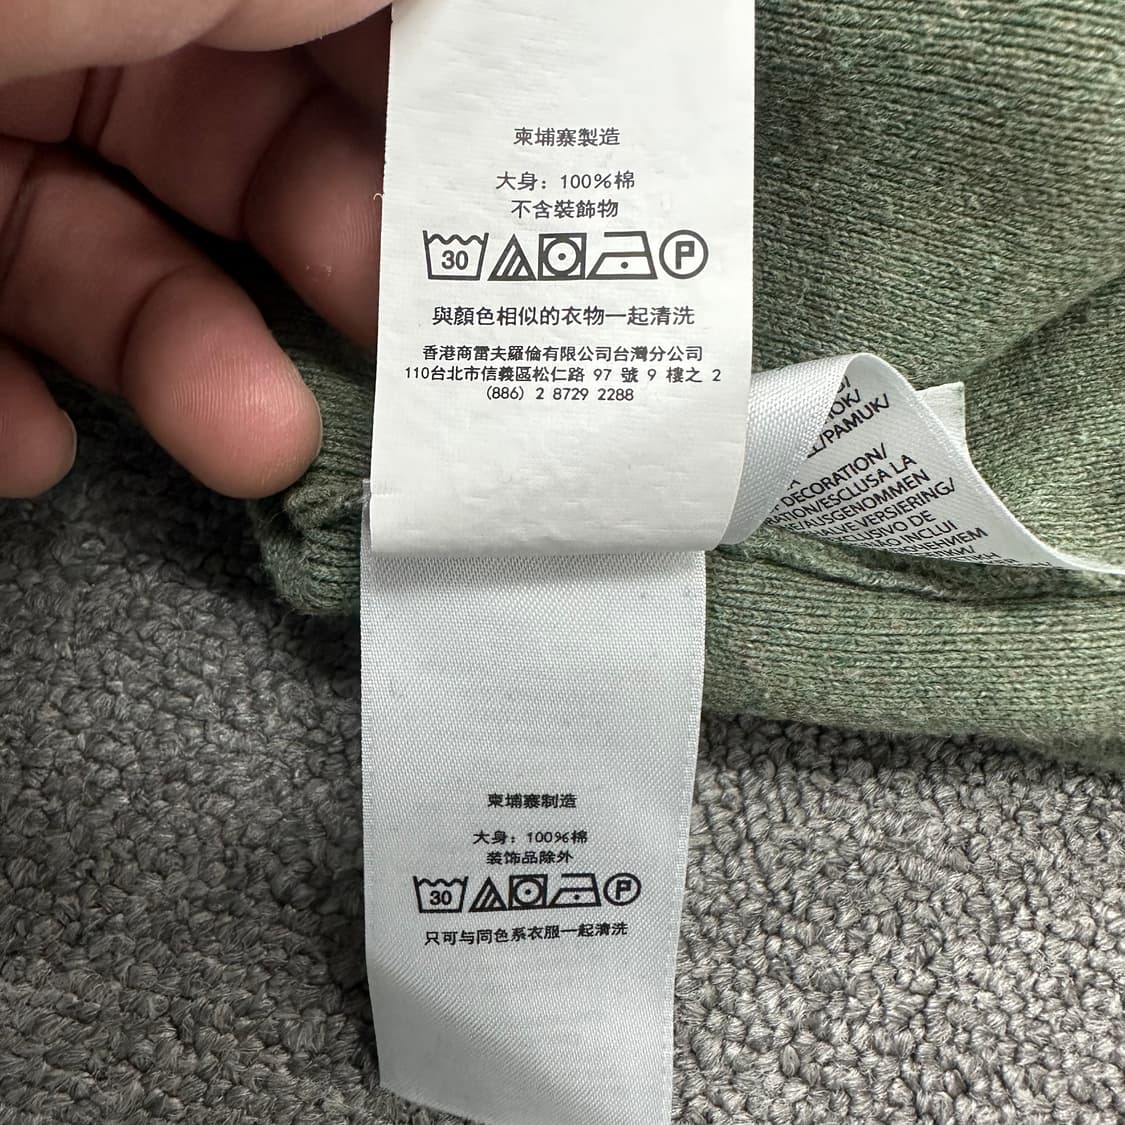 柬埔寨製造
大身：100%棉
不含裝飾物
30
P
與顏色相似的衣物一起清洗
香港商雷夫羅倫有限公司台灣分公司
110台北市信義區松仁路 97 號 9 樓之 2
(886) 2 8729 2288
OK/
/PAMUK/
DECORATION/
RATION/ESCLUSA LA
/AUSGENOMMEN
VE VERSIERING/
XCLUSIVO DE
O INCLUI
柬埔寨制造
大身：100%棉
装饰品除外
30
P
只可与同色系衣服一起清洗